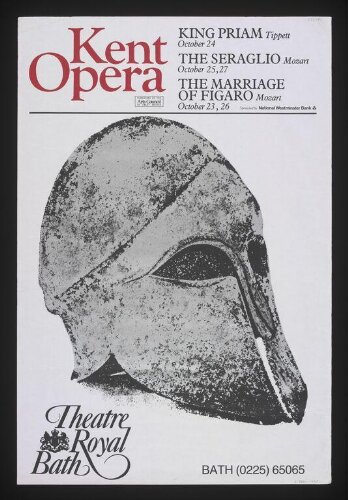 Kent
Opera
KING PRIAM Tippett
October 24
THE SERAGLIO Mozart
October 25, 27
THE MARRIAGE
OF FIGARO Mozart
October 23, 26
National Westminster Bank
Theatre
Royal
Bath
BATH (0225) 65065